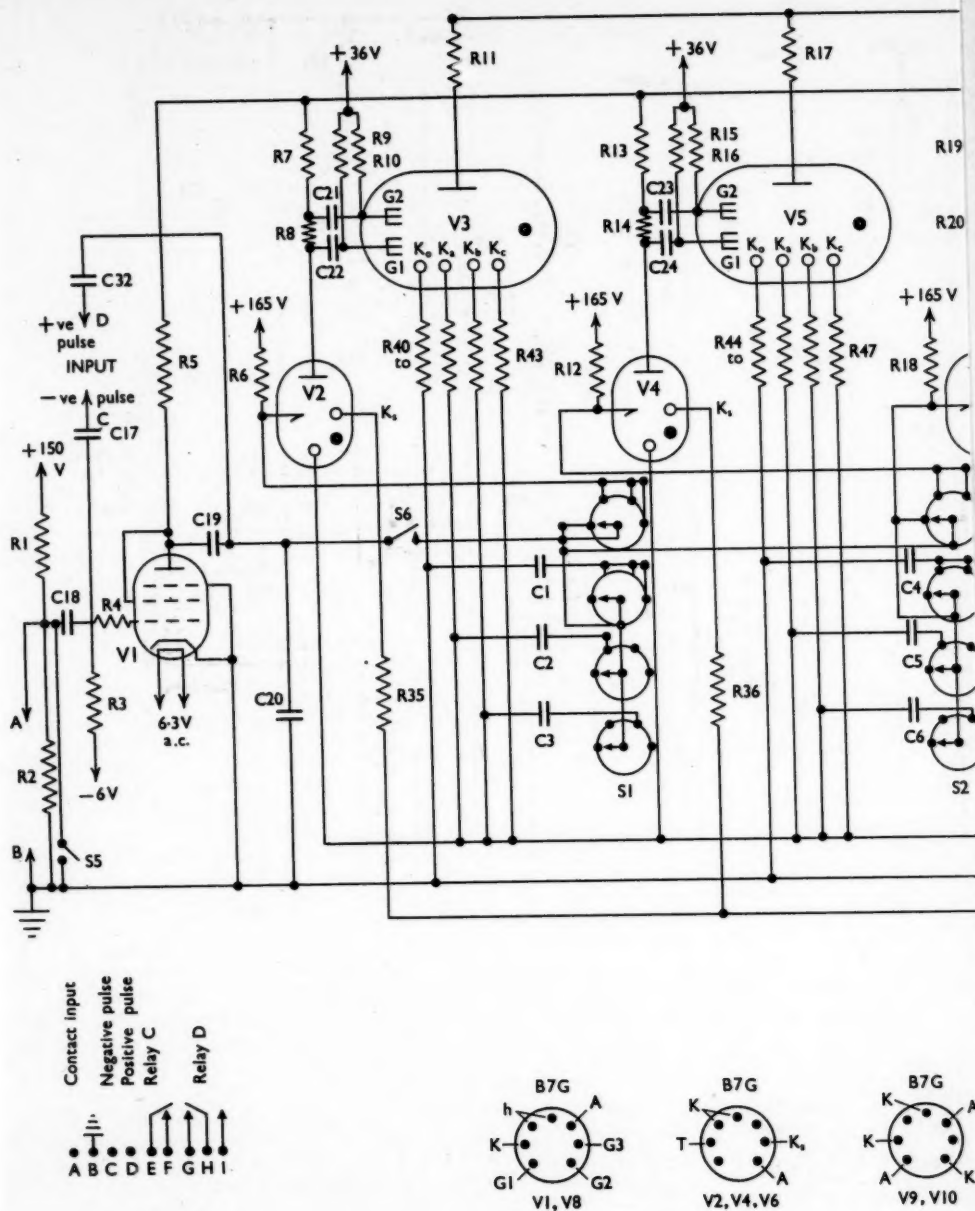 R11
R17
+ 36V
+ 36V
R7
R9
R10
R13
R15
R16
R19
C21
G2
V3
C23
G2
V5
R8
R14
R20
C22
G1
Ko Ka Kb Kc
C24
G1
Ko Ka Kb Kc
C32
+ve D
pulse
INPUT
-ve pulse
C
C17
R5
+165 V
+165 V
+165 V
R6
R40
to
R43
R12
R44
to
R47
R18
V2
Ks
V4
Ks
+150
V
R1
C19
S6
C18
R4
C1
C4
V1
C2
C5
A
R3
6·3V
a.c.
C20
R35
R36
C3
C6
R2
-6V
S1
S2
B
S5
Contact input
Negative pulse
Positive pulse
Relay C
Relay D
A B C D E F G H I
B7G
h
A
K
G3
G1
G2
V1, V8
B7G
K
T
Ks
A
V2, V4, V6
B7G
K
A
K
A
K
V9, V10